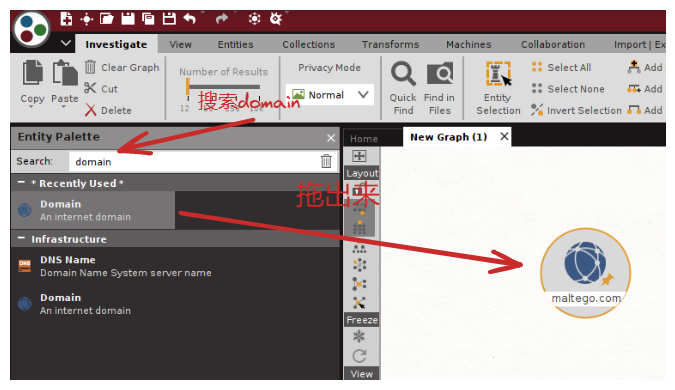 Investigate View Entities Collections Transforms Machines Collaboration Import | Ex
Copy Paste Clear Graph Cut Delete
Number of Results
12
Privacy Mode
Normal
Quick Find
Find in Files
Entity Selection
Select All
Select None
Invert Selection
Add
Add
Add
搜索domain
Entity Palette
Search: domain
* Recently Used *
Domain
An internet domain
Infrastructure
DNS Name
Domain Name System server name
Domain
An internet domain
拖出来
Home New Graph (1)
Layout
Freeze
View
maltego.com